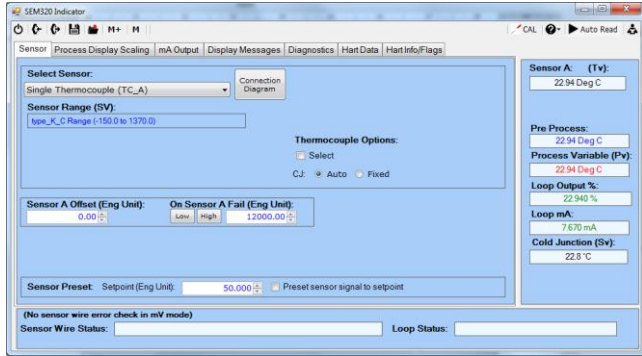 SEM320 Indicator
M+ M CAL Auto Read
Sensor Process Display Scaling mA Output Display Messages Diagnostics Hart Data Hart Info/Flags
Select Sensor:
Single Thermocouple (TC_A)
Connection
Diagram
Sensor Range (SV):
type_K_C Range (-150.0 to 1370.0)
Thermocouple Options:
Select
CJ: Auto Fixed
Sensor A Offset (Eng Unit): On Sensor A Fail (Eng Unit):
0.00 Low High 12000.00
Sensor Preset: Setpoint (Eng Unit): 50.000 Preset sensor signal to setpoint
Sensor A: (Tv):
22.94 Deg C
Pre Process:
22.94 Deg C
Process Variable (Pv):
22.94 Deg C
Loop Output %:
22.940 %
Loop mA:
7.670 mA
Cold Junction (Sv):
22.8 °C
(No sensor wire error check in mV mode)
Sensor Wire Status: Loop Status: